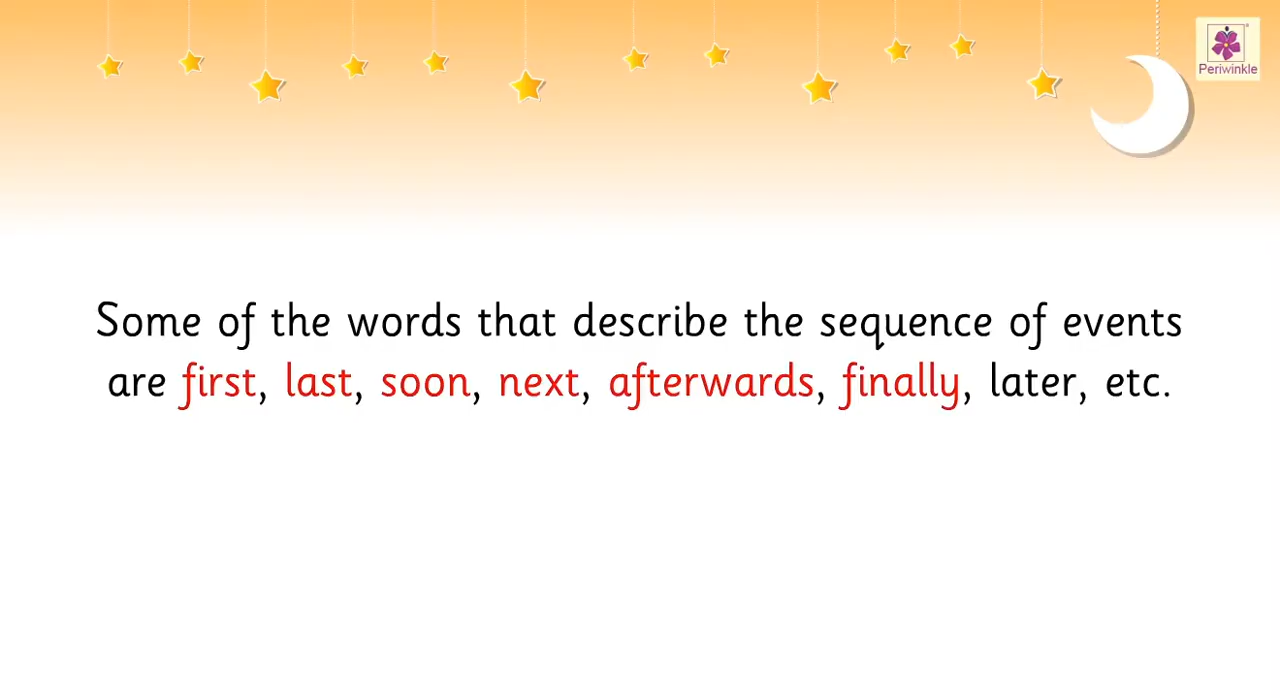 Periwinkle
Some of the words that describe the sequence of events
are first, last, soon, next, afterwards, finally, later, etc.